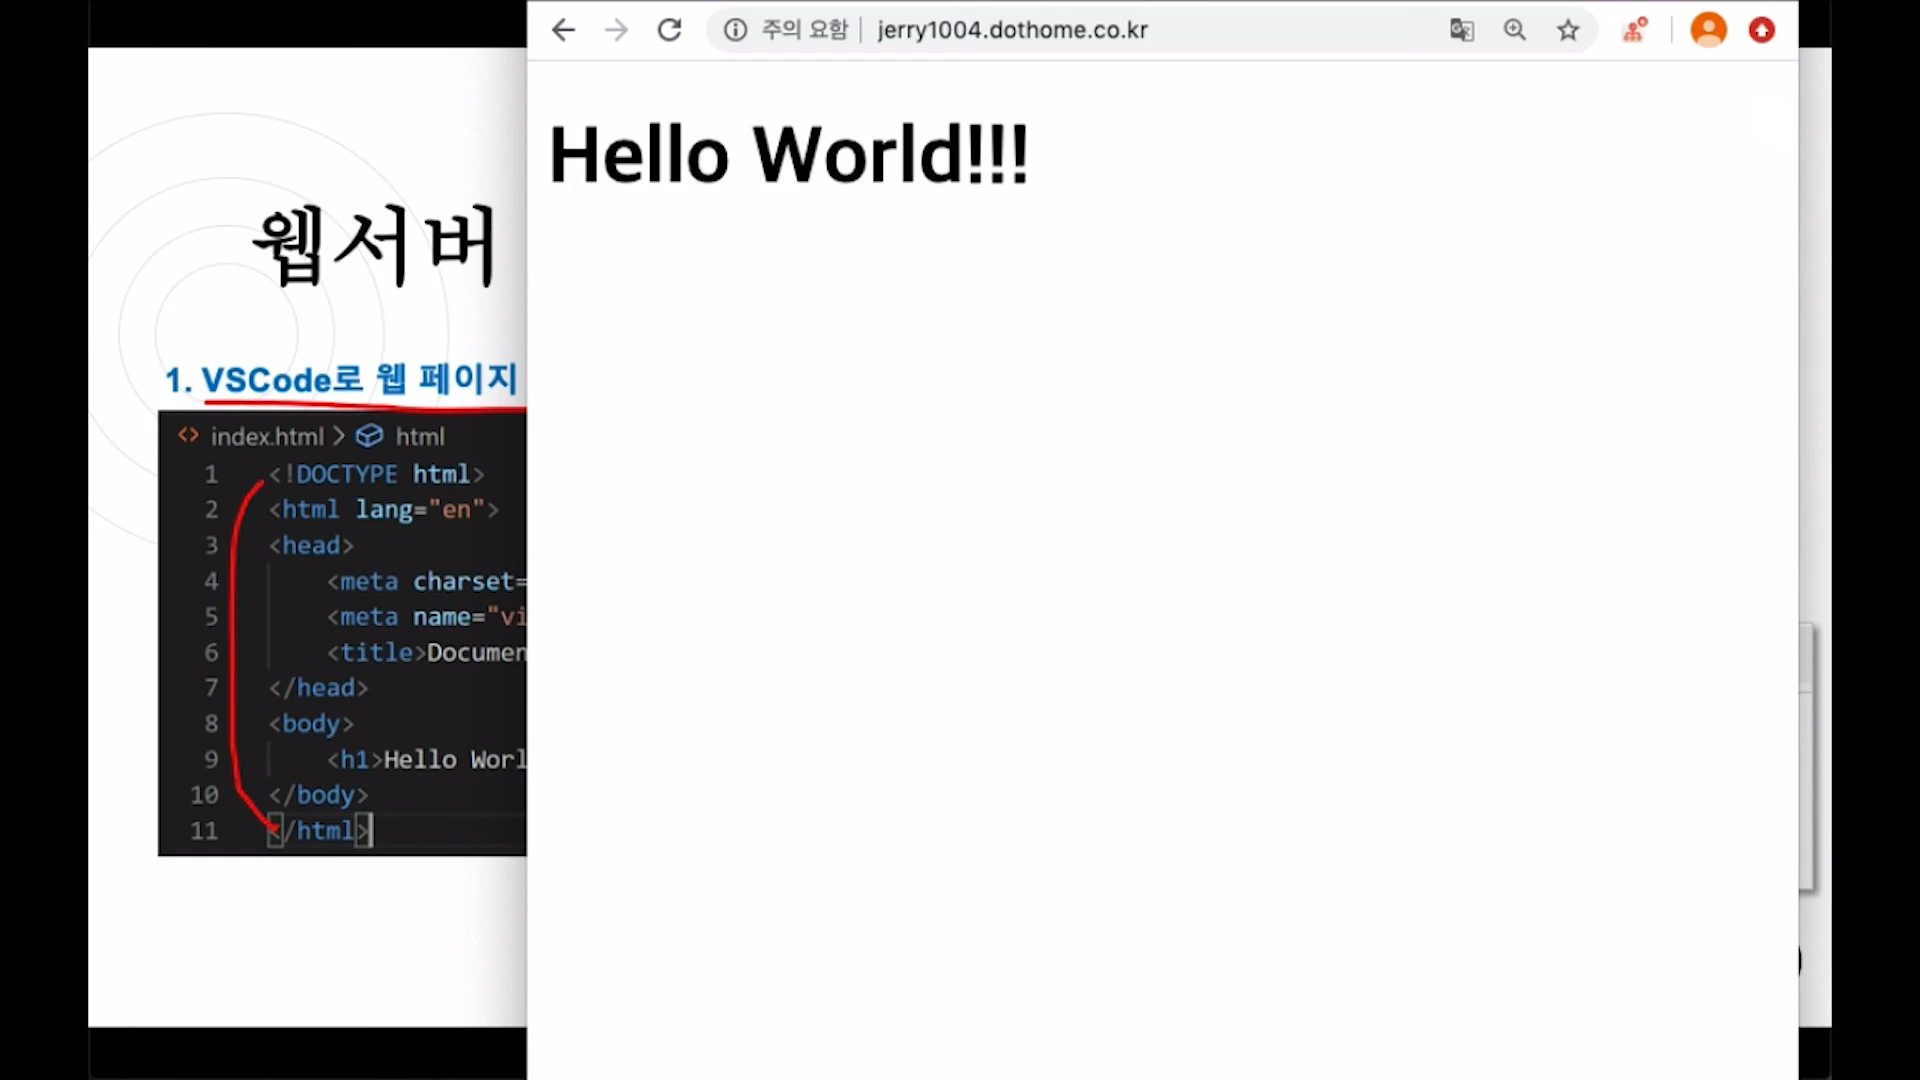 주의 요함 jerry1004.dothome.co.kr
Hello World!!!
웹서버
1. VSCode로 웹 페이지
index.html > html
1 <!DOCTYPE html>
2 <html lang="en">
3 <head>
4 <meta charset=
5 <meta name="vi
6 <title>Documen
7 </head>
8 <body>
9 <h1>Hello Worl
10 </body>
11 </html>